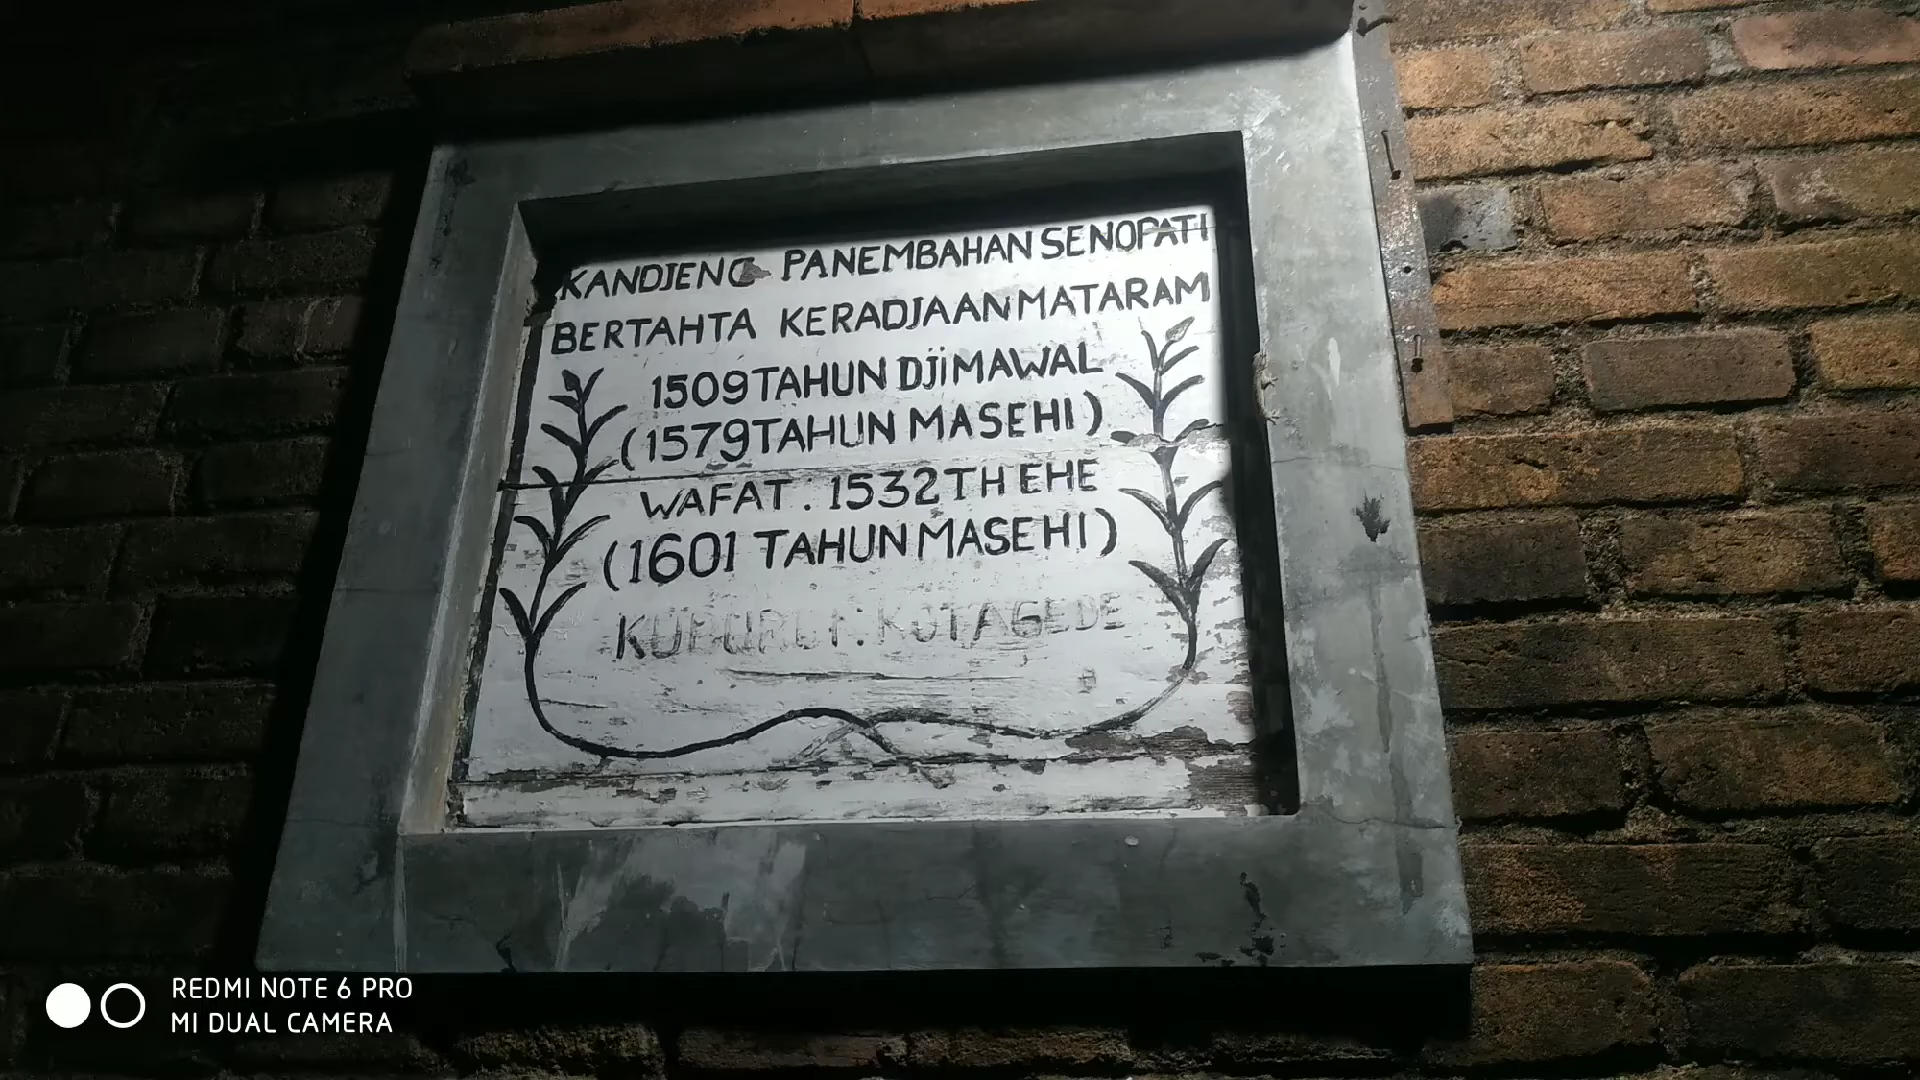 KANDJENG PANEMBAHAN SENOPATI
BERTAHTA KERADJAAN MATARAM
1509 TAHUN DJIMAWAL
(1579 TAHUN MASEHI)
WAFAT : 1532 TH EHE
(1601 TAHUN MASEHI)
: KOTAGEDE
REDMI NOTE 6 PRO
MI DUAL CAMERA